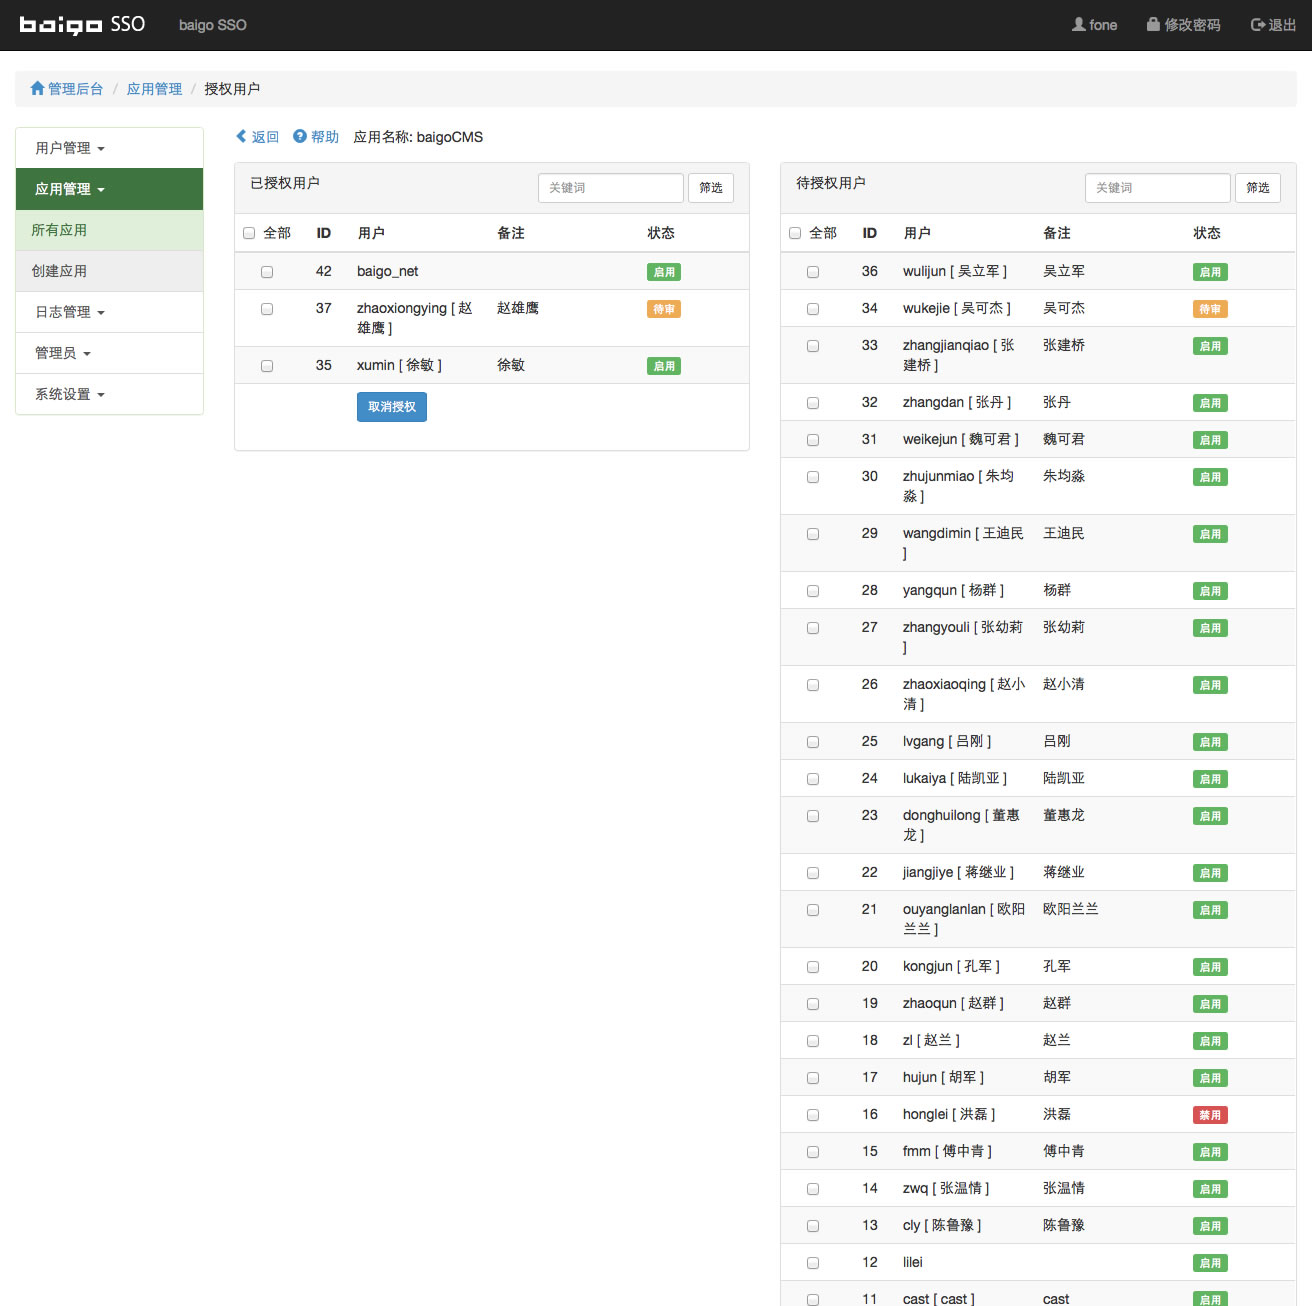 baigo SSO baigo SSO fone 修改密码 退出
管理后台 / 应用管理 / 授权用户
用户管理
应用管理
所有应用
创建应用
日志管理
管理员
系统设置
返回 帮助 应用名称: baigoCMS
已授权用户 关键词 筛选
全部 ID 用户 备注 状态
42 baigo_net 启用
37 zhaoxiongying [ 赵 赵雄鹰 待审
雄鹰 ]
35 xumin [ 徐敏 ] 徐敏 启用
取消授权
待授权用户 关键词 筛选
全部 ID 用户 备注 状态
36 wulijun [ 吴立军 ] 吴立军 启用
34 wukejie [ 吴可杰 ] 吴可杰 待审
33 zhangjianqiao [ 张 张建桥 启用
建桥 ]
32 zhangdan [ 张丹 ] 张丹 启用
31 weikejun [ 魏可君 ] 魏可君 启用
30 zhujunmiao [ 朱均 朱均淼 启用
淼 ]
29 wangdimin [ 王迪民 王迪民 启用
]
28 yangqun [ 杨群 ] 杨群 启用
27 zhangyouli [ 张幼莉 张幼莉 启用
]
26 zhaoxiaoqing [ 赵小 赵小清 启用
清 ]
25 lvgang [ 吕刚 ] 吕刚 启用
24 lukaiya [ 陆凯亚 ] 陆凯亚 启用
23 donghuilong [ 董惠 董惠龙 启用
龙 ]
22 jiangjiye [ 蒋继业 ] 蒋继业 启用
21 ouyanglanlan [ 欧阳 欧阳兰兰 启用
兰兰 ]
20 kongjun [ 孔军 ] 孔军 启用
19 zhaoqun [ 赵群 ] 赵群 启用
18 zl [ 赵兰 ] 赵兰 启用
17 hujun [ 胡军 ] 胡军 启用
16 honglei [ 洪磊 ] 洪磊 禁用
15 fmm [ 傅中青 ] 傅中青 启用
14 zwq [ 张温情 ] 张温情 启用
13 cly [ 陈鲁豫 ] 陈鲁豫 启用
12 lilei 启用
11 cast [ cast ] cast 启用